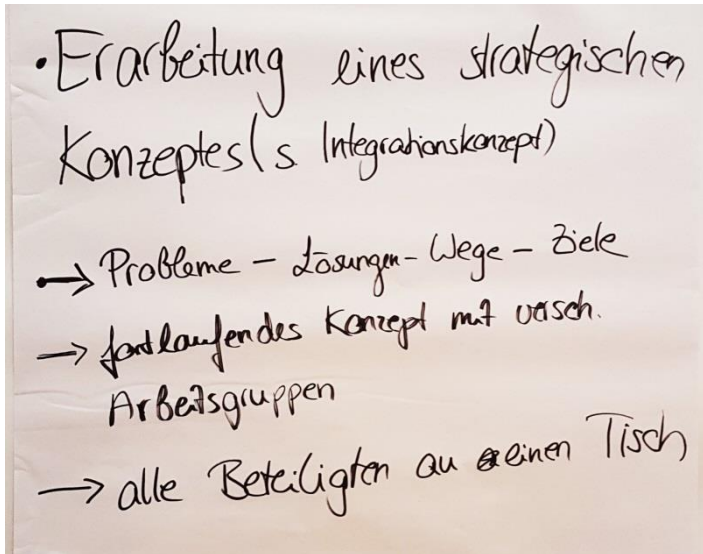 • Erarbeitung eines strategischen
Konzeptes (s. Integrationskonzept)
→ Probleme – Lösungen – Wege – Ziele
→ fortlaufendes Konzept mit versch.
Arbeitsgruppen
→ alle Beteiligten an einen Tisch